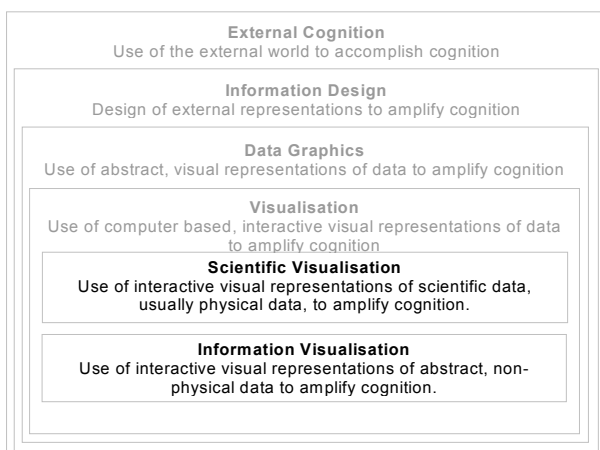 External Cognition
Use of the external world to accomplish cognition
Information Design
Design of external representations to amplify cognition
Data Graphics
Use of abstract, visual representations of data to amplify cognition
Visualisation
Use of computer based, interactive visual representations of data
to amplify cognition
Scientific Visualisation
Use of interactive visual representations of scientific data,
usually physical data, to amplify cognition.
Information Visualisation
Use of interactive visual representations of abstract, non-
physical data to amplify cognition.